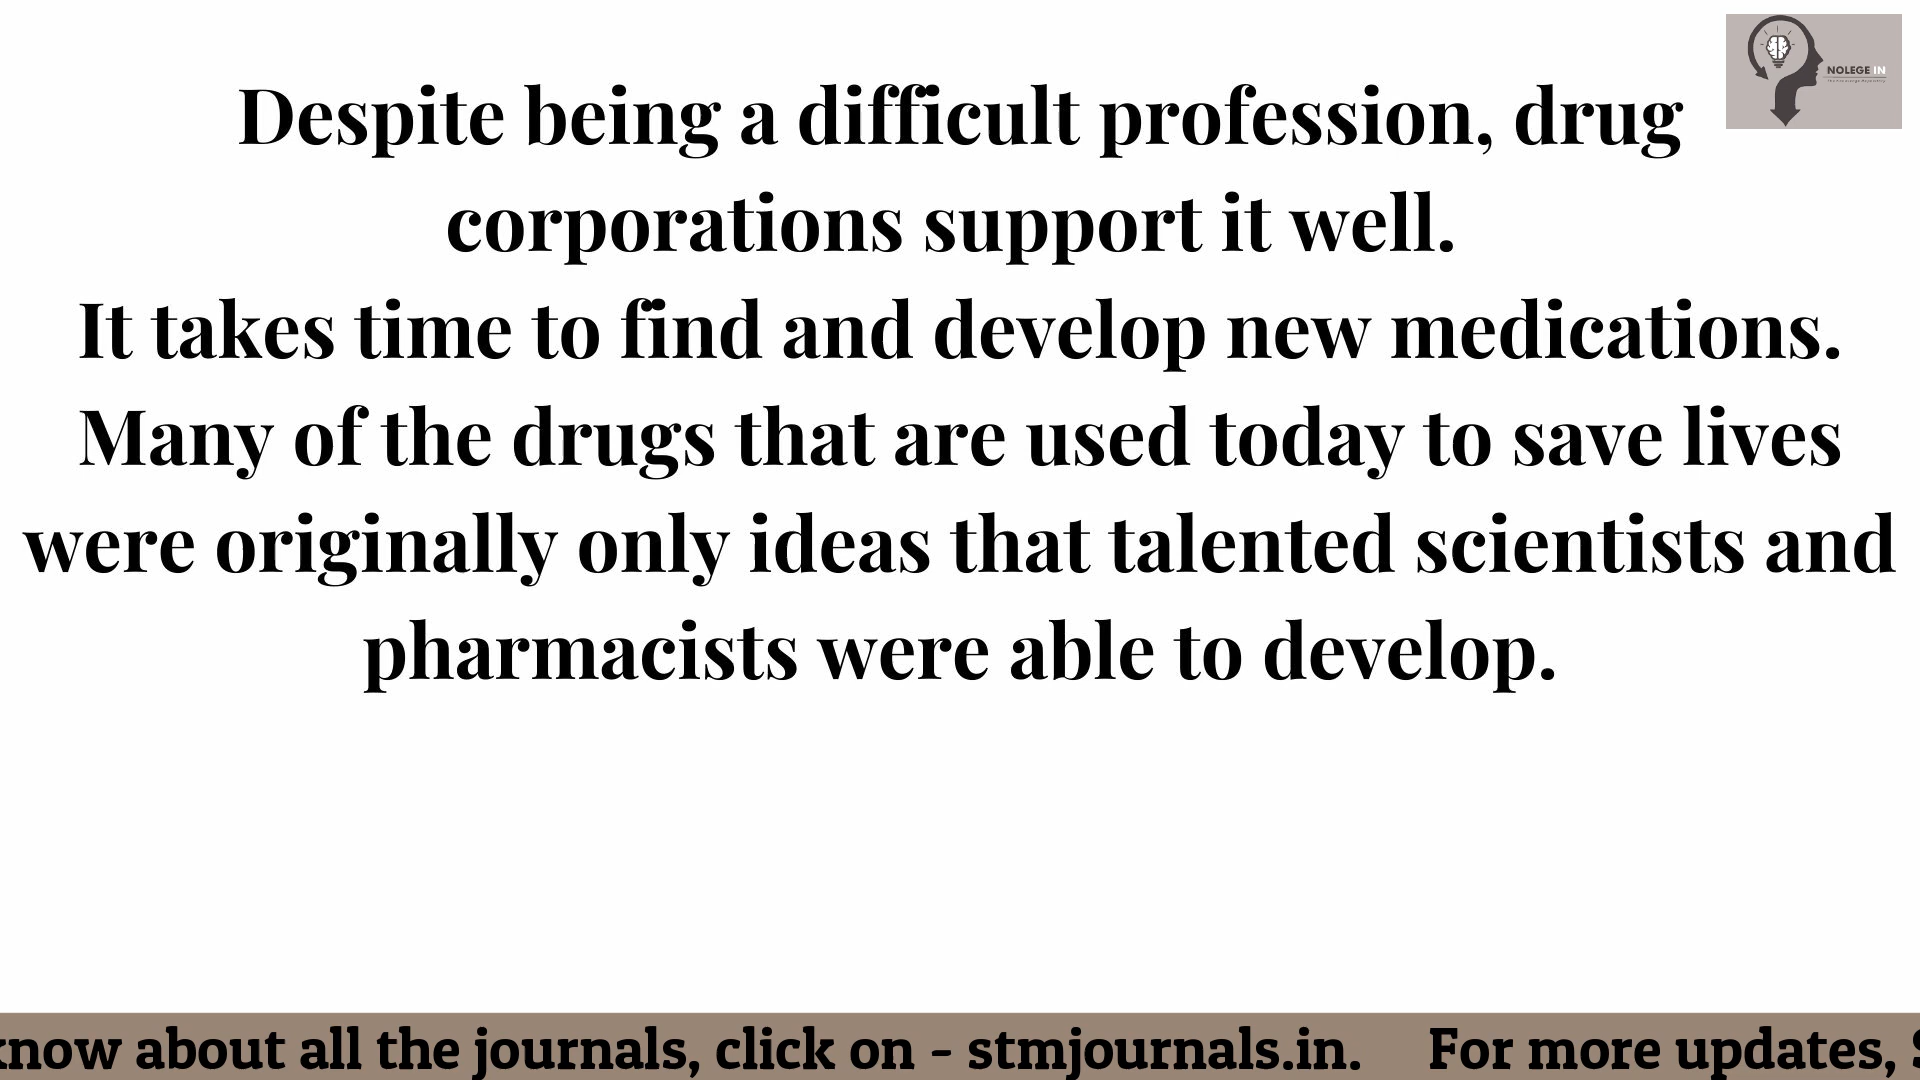 NOLEGE IN
Despite being a difficult profession, drug
corporations support it well.
It takes time to find and develop new medications.
Many of the drugs that are used today to save lives
were originally only ideas that talented scientists and
pharmacists were able to develop.
know about all the journals, click on - stmjournals.in. For more updates,